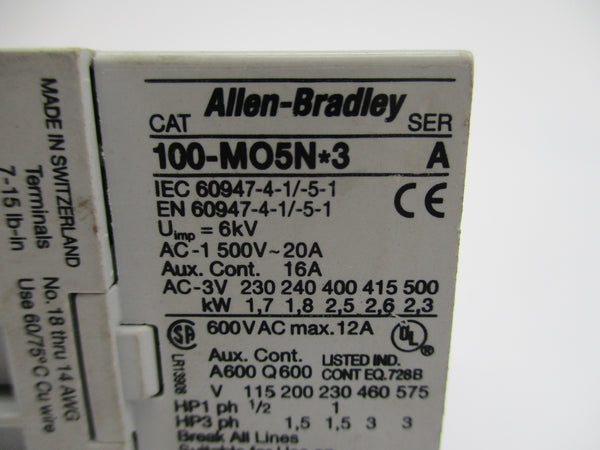 Allen-Bradley
CAT SER
100-MO5N*3 A
IEC 60947-4-1/-5-1
EN 60947-4-1/-5-1
CE
Uimp = 6kV
AC-1 500V~20A
Aux. Cont. 16A
AC-3V 230 240 400 415 500
kW 1,7 1,8 2,5 2,6 2,3
SA 600VAC max.12A UL
LR13908
Aux. Cont. LISTED IND.
A600 Q600 CONT EQ.726B
V 115 200 230 460 575
HP1 ph 1/2 1
HP3 ph 1,5 1,5 3 3
Break All Lines
MADE IN SWITZERLAND
Terminals
7-15 lb-in
No. 18 thru 14 AWG
Use 60/75°C Cu wire